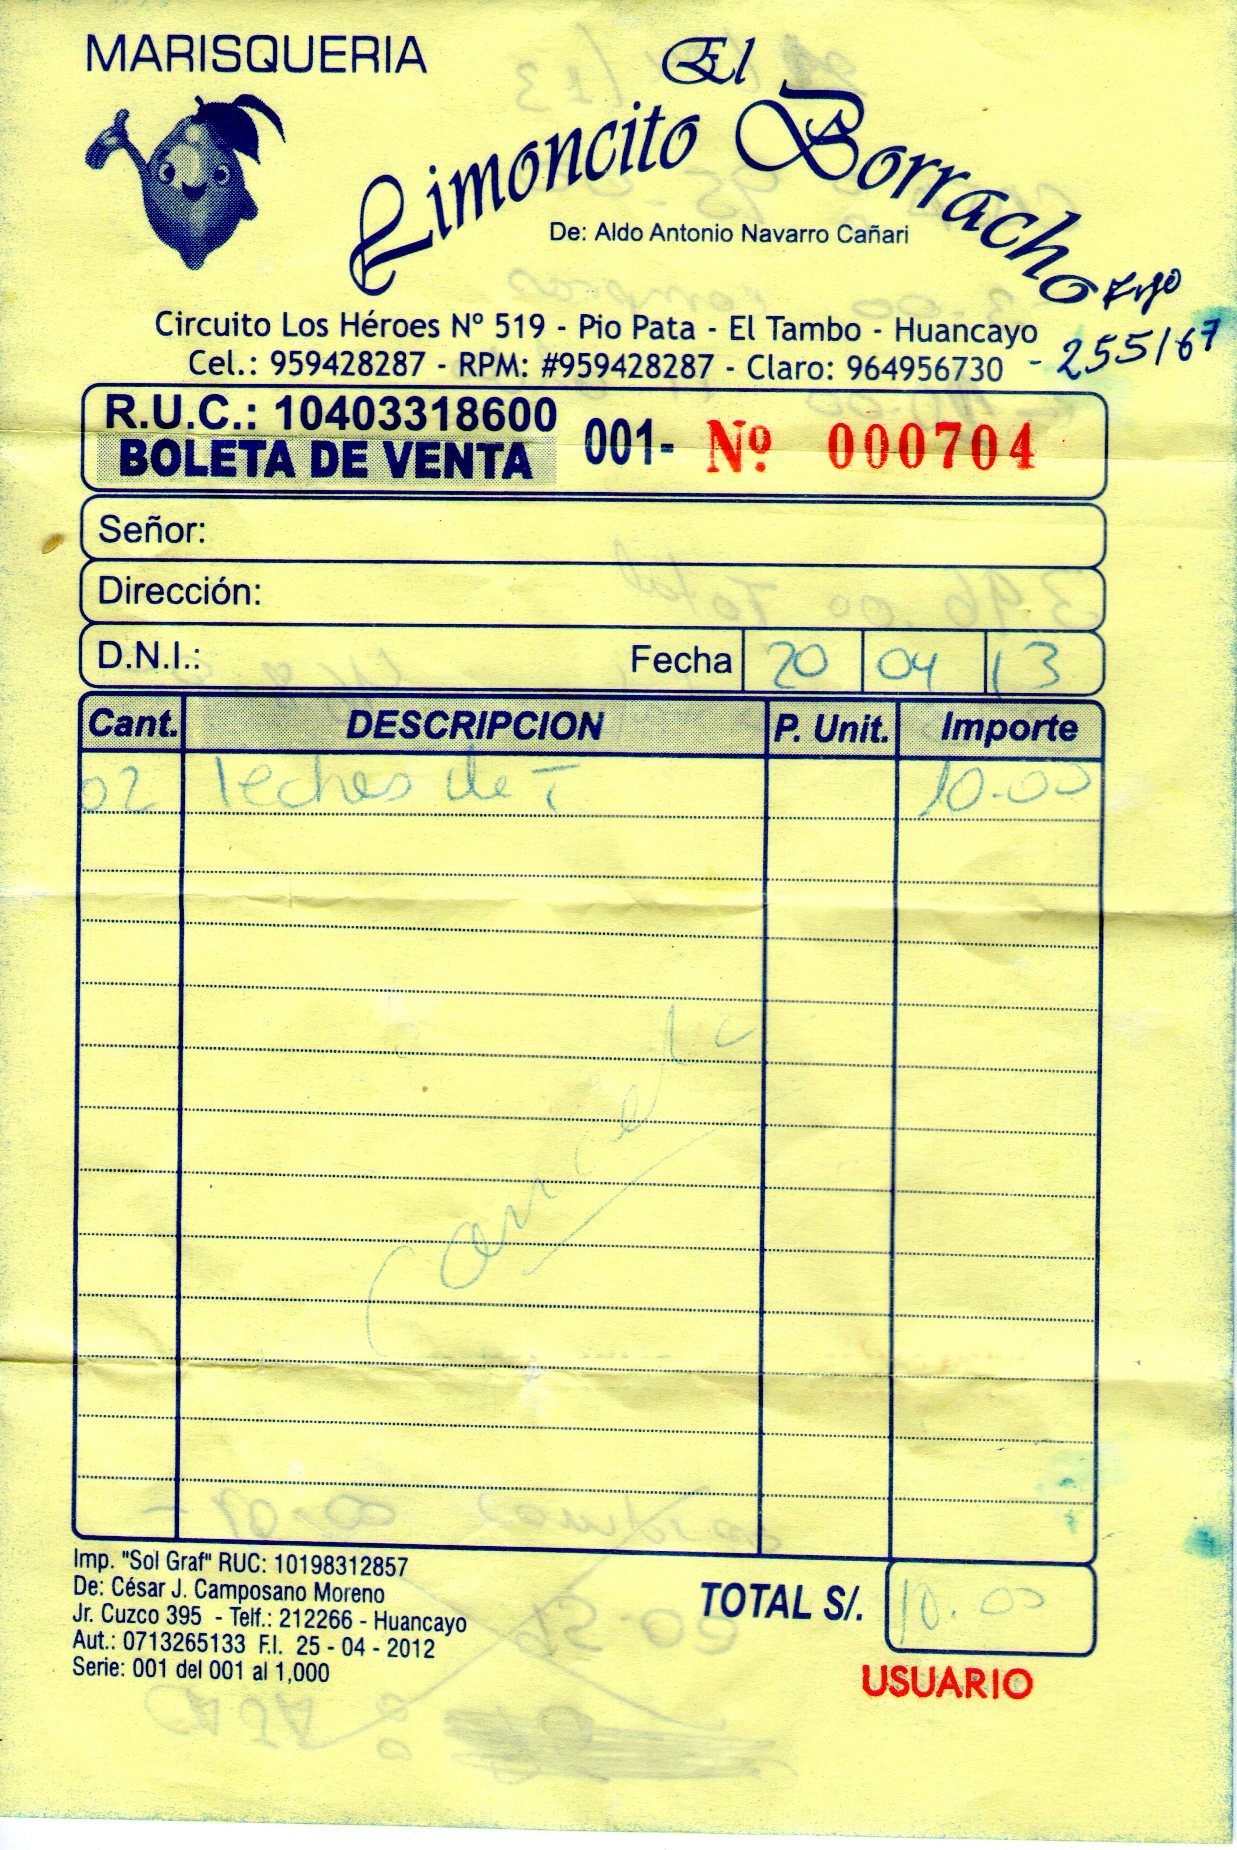 MARISQUERIA
El
Limoncito Borracho
De: Aldo Antonio Navarro Cañari
Circuito Los Héroes Nº 519 - Pio Pata - El Tambo - Huancayo
Cel.: 959428287 - RPM: #959428287 - Claro: 964956730 - 255167
R.U.C.: 10403318600
BOLETA DE VENTA 001- Nº 000704
Señor:
Dirección:
D.N.I.: Fecha 20 04 13
Cant. DESCRIPCION P. Unit. Importe
02 leches de T 10.00
Imp. "Sol Graf" RUC: 10198312857
De: César J. Camposano Moreno
Jr. Cuzco 395 - Telf.: 212266 - Huancayo
Aut.: 0713265133 F.I. 25 - 04 - 2012
Serie: 001 del 001 al 1,000
TOTAL S/. 10.00
USUARIO